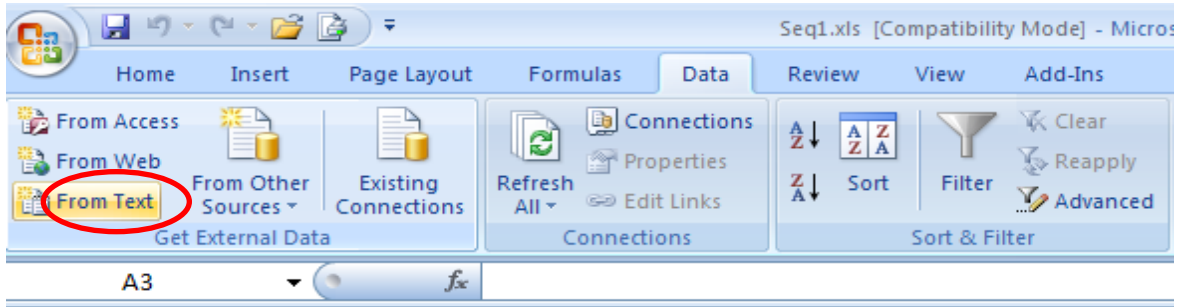 Seq1.xls [Compatibility Mode] - Micros
Home Insert Page Layout Formulas Data Review View Add-Ins
From Access
From Web
From Text
From Other
Sources
Existing
Connections
Get External Data
Refresh
All
Connections
Properties
Edit Links
Connections
A
Z
Z
A
A Z
Z A
Sort
Filter
Clear
Reapply
Advanced
Sort & Filter
A3 fx